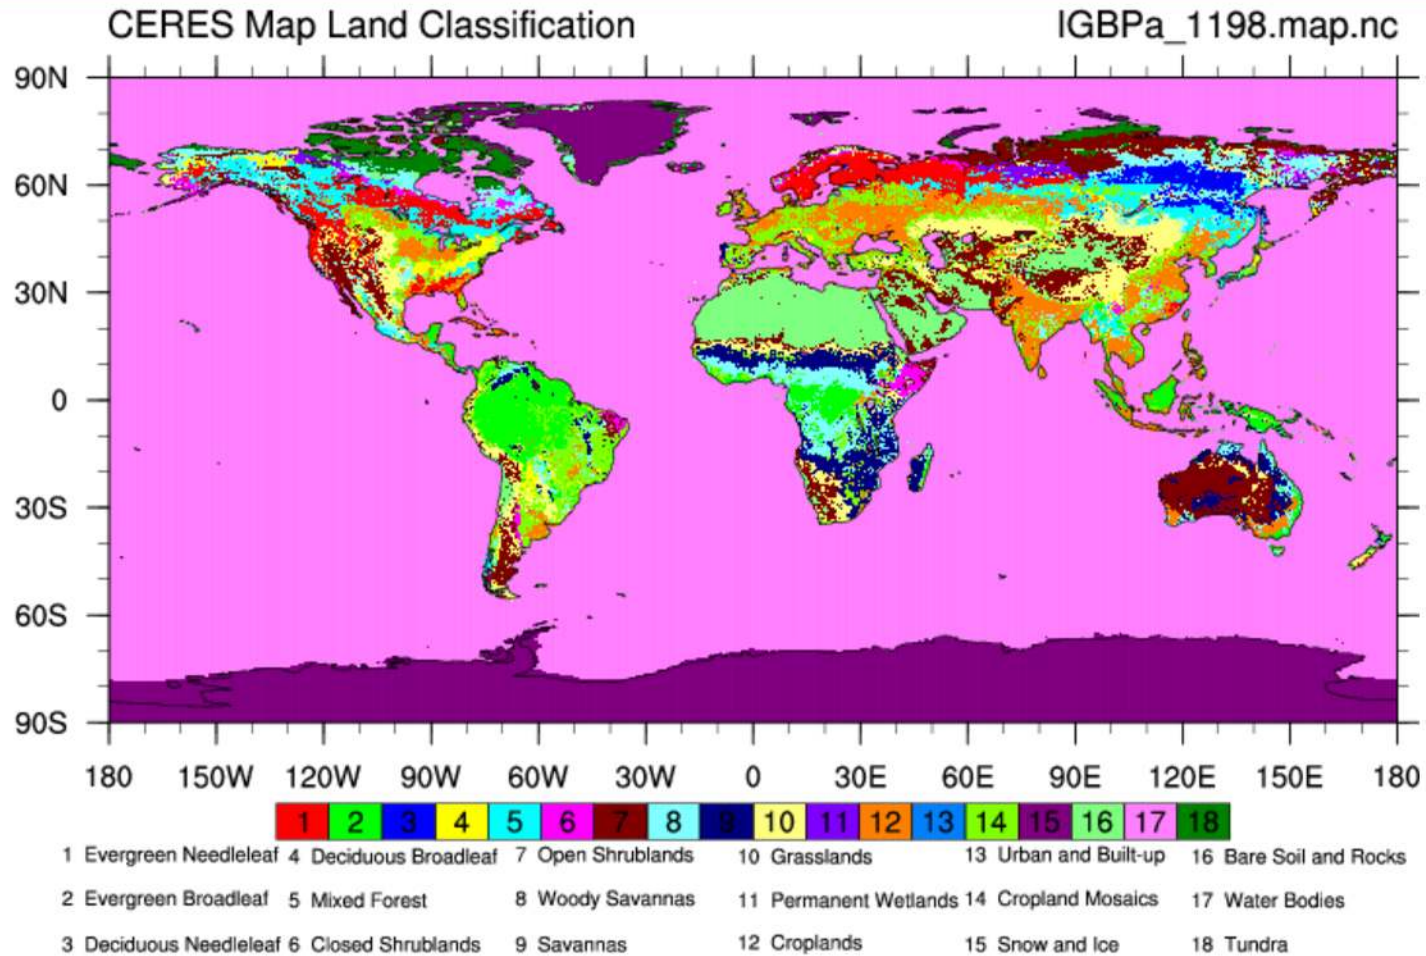 CERES Map Land Classification
IGBPa_1198.map.nc
90N
60N
30N
0
30S
60S
90S
180 150W 120W 90W 60W 30W 0 30E 60E 90E 120E 150E 180
1 2 3 4 5 6 7 8 9 10 11 12 13 14 15 16 17 18
1 Evergreen Needleleaf 4 Deciduous Broadleaf 7 Open Shrublands 10 Grasslands 13 Urban and Built-up 16 Bare Soil and Rocks
2 Evergreen Broadleaf 5 Mixed Forest 8 Woody Savannas 11 Permanent Wetlands 14 Cropland Mosaics 17 Water Bodies
3 Deciduous Needleleaf 6 Closed Shrublands 9 Savannas 12 Croplands 15 Snow and Ice 18 Tundra